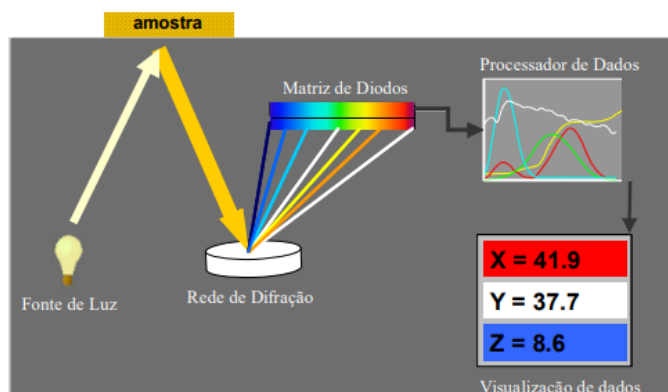 amostra
Processador de Dados
Matriz de Diodos
X = 41.9
Y = 37.7
Z = 8.6
Fonte de Luz
Rede de Difração
Visualização de dados